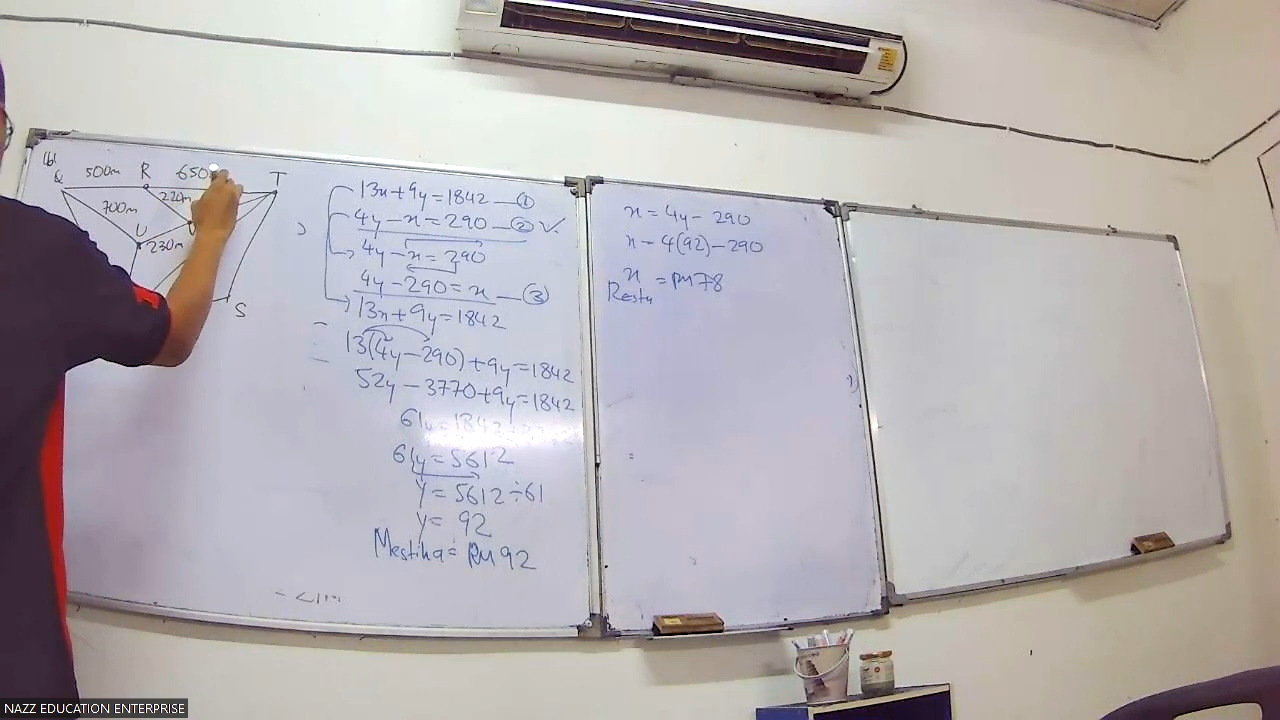 (b)
Q 500m R 650m T
220m
700m
U
230m
S
13x+9y=1842 — ①
4y-x=290 — ② ✓
4y-x=290
4y-290=x — ③
13x+9y=1842
13(4y-290)+9y=1842
52y-3770+9y=1842
61y=1842
61y=5612
y=5612÷61
y=92
Mestika=RM92
x=4y-290
x-4(92)-290
x=RM78
Restu
NAZZ EDUCATION ENTERPRISE